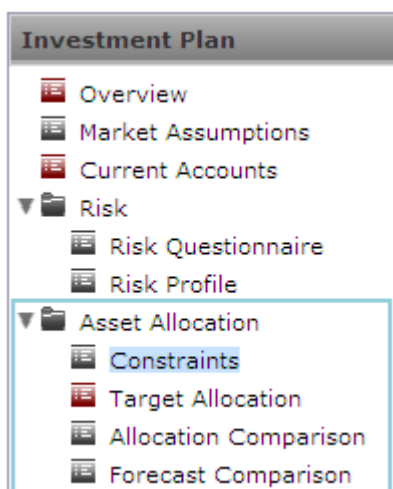 Investment Plan
Overview
Market Assumptions
Current Accounts
Risk
Risk Questionnaire
Risk Profile
Asset Allocation
Constraints
Target Allocation
Allocation Comparison
Forecast Comparison